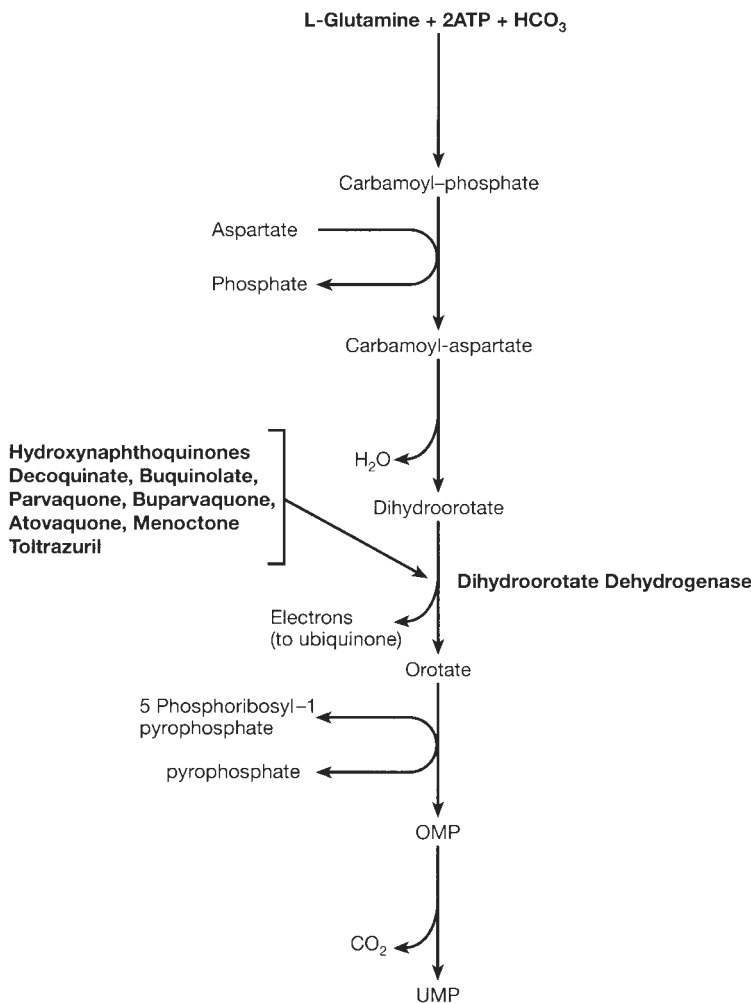 L-Glutamine + 2ATP + HCO₃
Carbamoyl–phosphate
Aspartate
Phosphate
Carbamoyl-aspartate
H₂O
Hydroxynaphthoquinones
Decoquinate, Buquinolate,
Parvaquone, Buparvaquone,
Atovaquone, Menoctone
Toltrazuril
Dihydroorotate
Dihydroorotate Dehydrogenase
Electrons
(to ubiquinone)
Orotate
5 Phosphoribosyl–1
pyrophosphate
pyrophosphate
OMP
CO₂
UMP